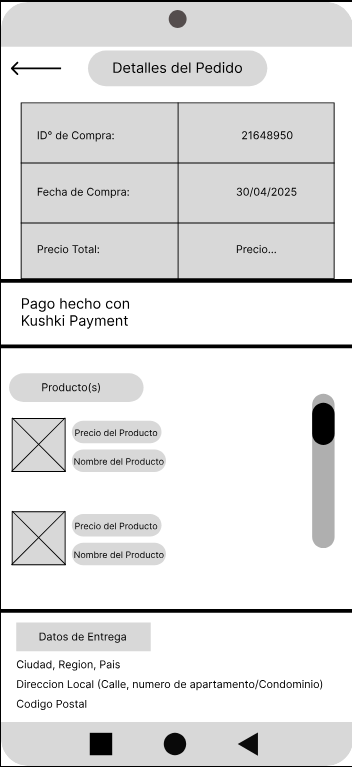 Detalles del Pedido
ID° de Compra: 21648950
Fecha de Compra: 30/04/2025
Precio Total: Precio...
Pago hecho con
Kushki Payment
Producto(s)
Precio del Producto
Nombre del Producto
Precio del Producto
Nombre del Producto
Datos de Entrega
Ciudad, Region, Pais
Direccion Local (Calle, numero de apartamento/Condominio)
Codigo Postal